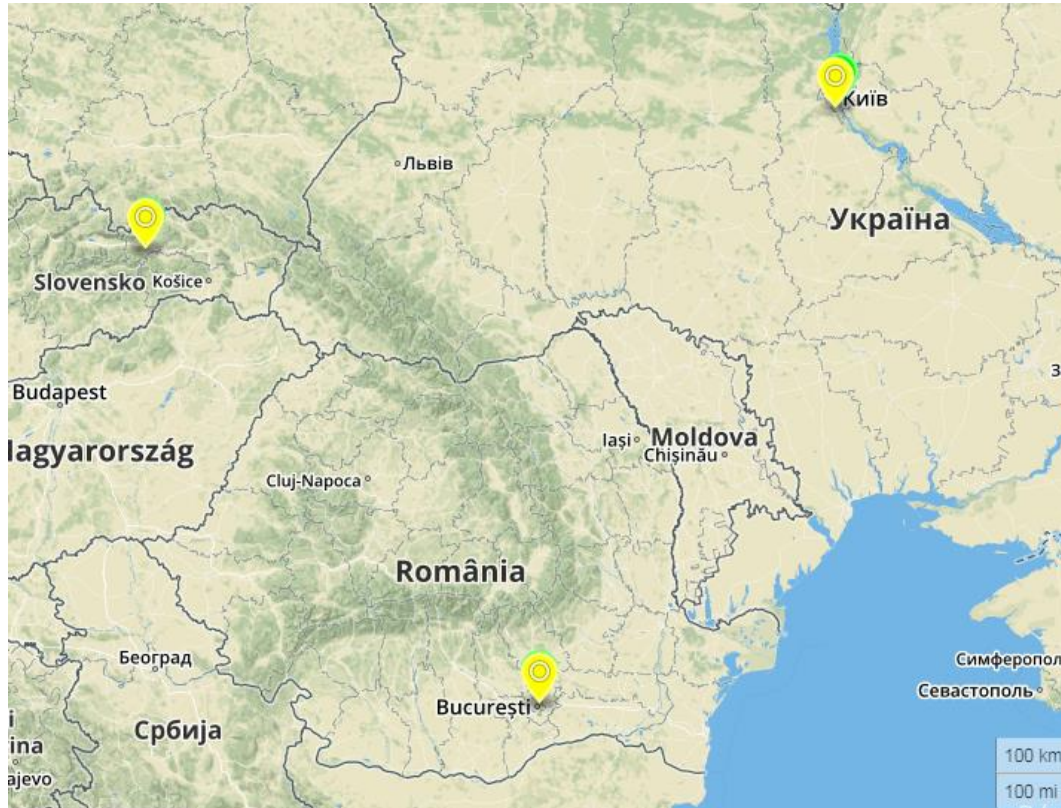 Київ
Львів
Україна
Slovensko
Košice
Budapest
Magyarország
Iași
Moldova
Chișinău
Cluj-Napoca
România
Београд
Симферопол
București
Севастополь
Србија
ina
ajevo
100 km
100 mi